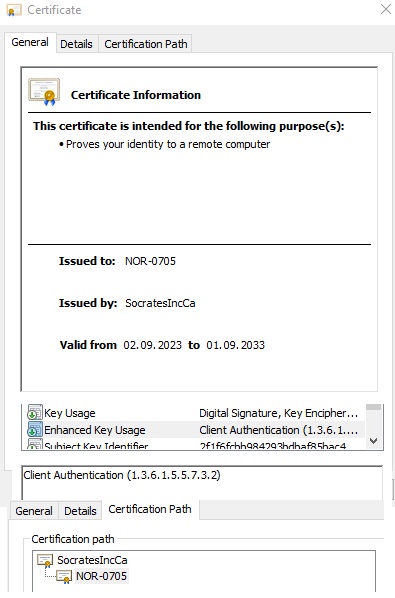 Certificate
General Details Certification Path
Certificate Information
This certificate is intended for the following purpose(s):
• Proves your identity to a remote computer
Issued to: NOR-0705
Issued by: SocratesIncCa
Valid from 02.09.2023 to 01.09.2033
Key Usage Digital Signature, Key Encipher...
Enhanced Key Usage Client Authentication (1.3.6.1....
Subject Key Identifier
Client Authentication (1.3.6.1.5.5.7.3.2)
General Details Certification Path
Certification path
SocratesIncCa
NOR-0705